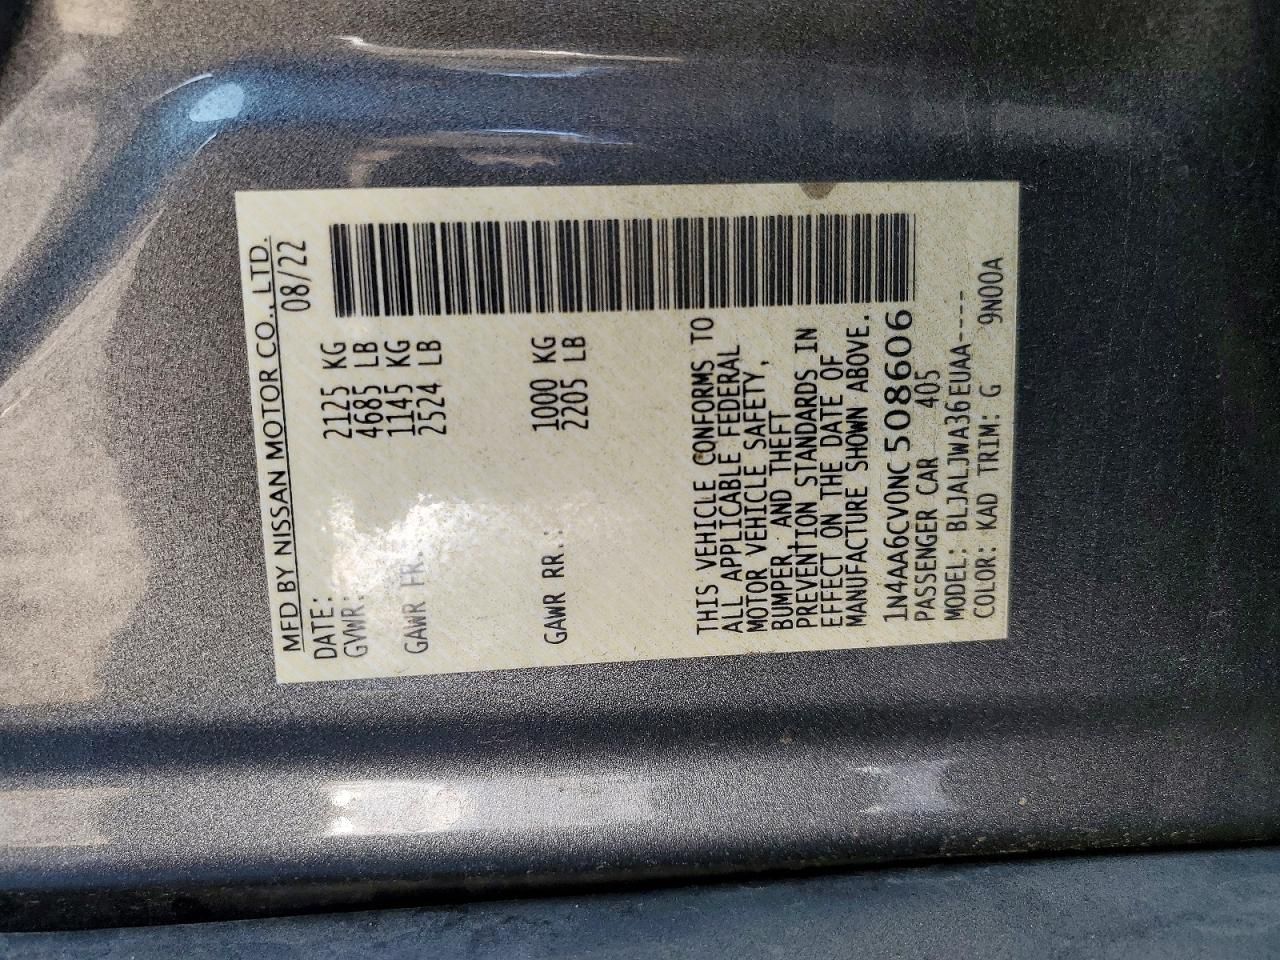 MFD BY NISSAN MOTOR CO., LTD.
DATE: 08/22
GVWR: 2125 KG
4685 LB
GAWR FR.: 1145 KG
2524 LB
GAWR RR.: 1000 KG
2205 LB
THIS VEHICLE CONFORMS TO
ALL APPLICABLE FEDERAL
MOTOR VEHICLE SAFETY,
BUMPER, AND THEFT
PREVENTION STANDARDS IN
EFFECT ON THE DATE OF
MANUFACTURE SHOWN ABOVE.
1N4AA6CV0NC508606
PASSENGER CAR 405
MODEL: BLJALJWA36EUAA----
COLOR: KAD TRIM: G 9N00A